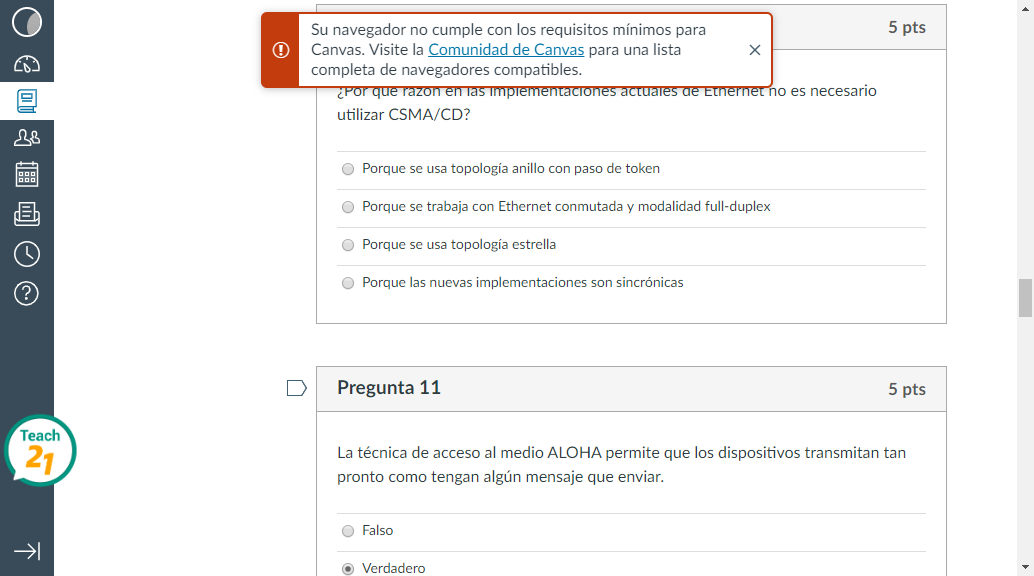 Su navegador no cumple con los requisitos mínimos para
Canvas. Visite la Comunidad de Canvas para una lista
completa de navegadores compatibles.
5 pts
¿Por qué razón en las implementaciones actuales de Ethernet no es necesario
utilizar CSMA/CD?
Porque se usa topología anillo con paso de token
Porque se trabaja con Ethernet conmutada y modalidad full-duplex
Porque se usa topología estrella
Porque las nuevas implementaciones son sincrónicas
Pregunta 11
5 pts
La técnica de acceso al medio ALOHA permite que los dispositivos transmitan tan
pronto como tengan algún mensaje que enviar.
Falso
Verdadero
Teach
21